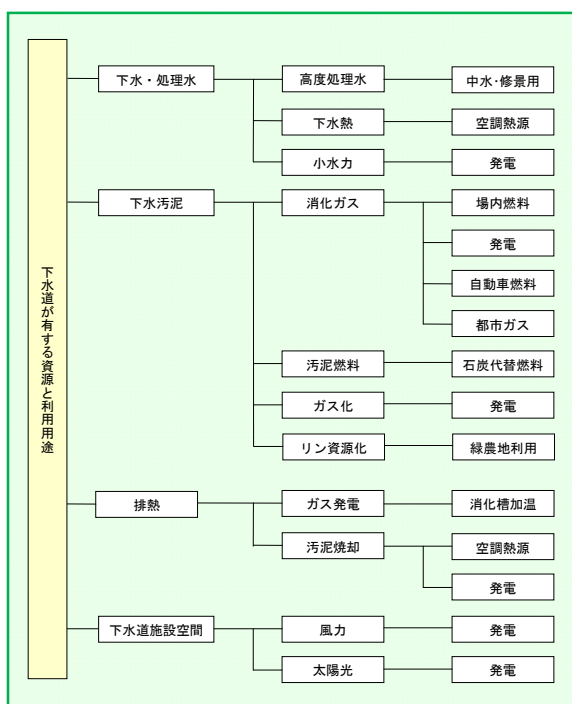 下水道が有する資源と利用用途
下水・処理水
高度処理水
中水・修景用
下水熱
空調熱源
小水力
発電
下水汚泥
消化ガス
場内燃料
発電
自動車燃料
都市ガス
汚泥燃料
石炭代替燃料
ガス化
発電
リン資源化
緑農地利用
排熱
ガス発電
消化槽加温
汚泥焼却
空調熱源
発電
下水道施設空間
風力
発電
太陽光
発電